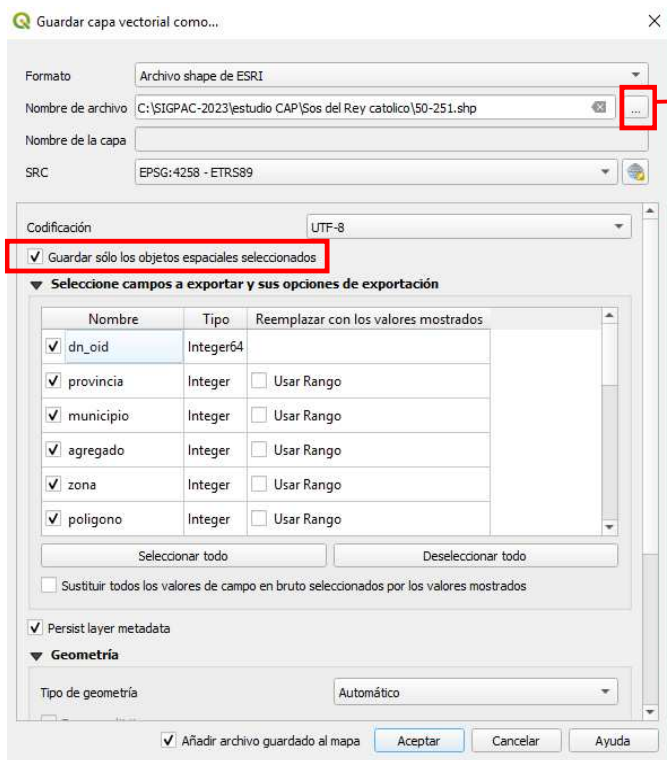 Guardar capa vectorial como...
Formato Archivo shape de ESRI
Nombre de archivo C:\SIGPAC-2023\estudio CAP\Sos del Rey catolico\50-251.shp ...
Nombre de la capa
SRC EPSG:4258 - ETRS89
Codificación UTF-8
Guardar sólo los objetos espaciales seleccionados
Seleccione campos a exportar y sus opciones de exportación
Nombre Tipo Reemplazar con los valores mostrados
dn_oid Integer64
provincia Integer Usar Rango
municipio Integer Usar Rango
agregado Integer Usar Rango
zona Integer Usar Rango
poligono Integer Usar Rango
Seleccionar todo Deseleccionar todo
Sustituir todos los valores de campo en bruto seleccionados por los valores mostrados
Persist layer metadata
Geometría
Tipo de geometría Automático
Añadir archivo guardado al mapa Aceptar Cancelar Ayuda